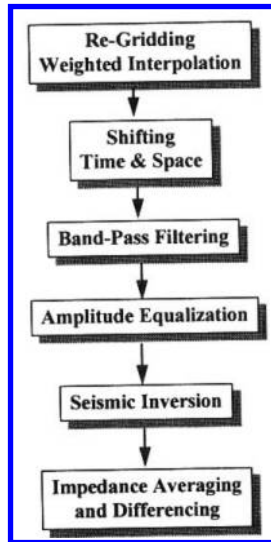 Re-Gridding
Weighted Interpolation
Shifting
Time & Space
Band-Pass Filtering
Amplitude Equalization
Seismic Inversion
Impedance Averaging
and Differencing